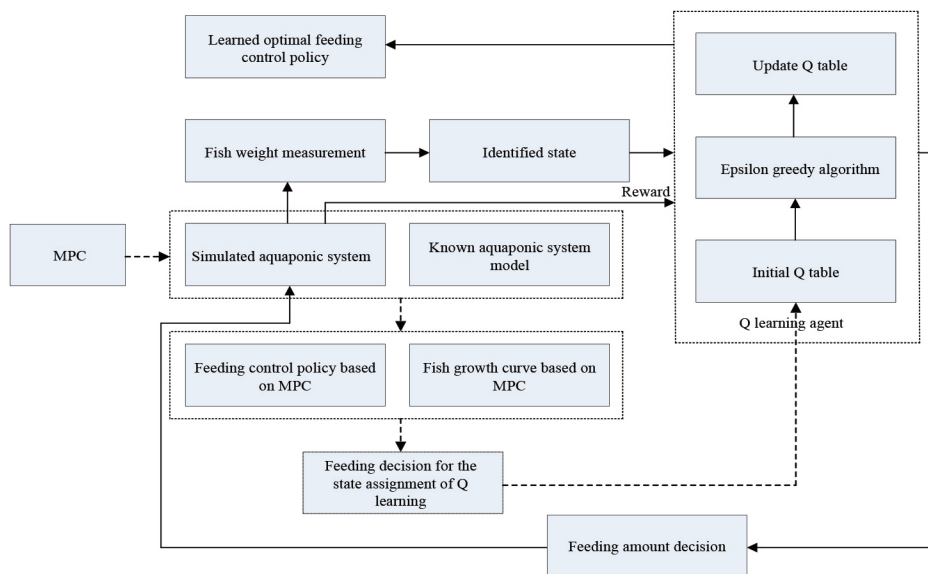 Learned optimal feeding
control policy
Update Q table
Fish weight measurement
Identified state
Epsilon greedy algorithm
Reward
MPC
Simulated aquaponic system
Known aquaponic system
model
Initial Q table
Q learning agent
Feeding control policy based
on MPC
Fish growth curve based on
MPC
Feeding decision for the
state assignment of Q
learning
Feeding amount decision